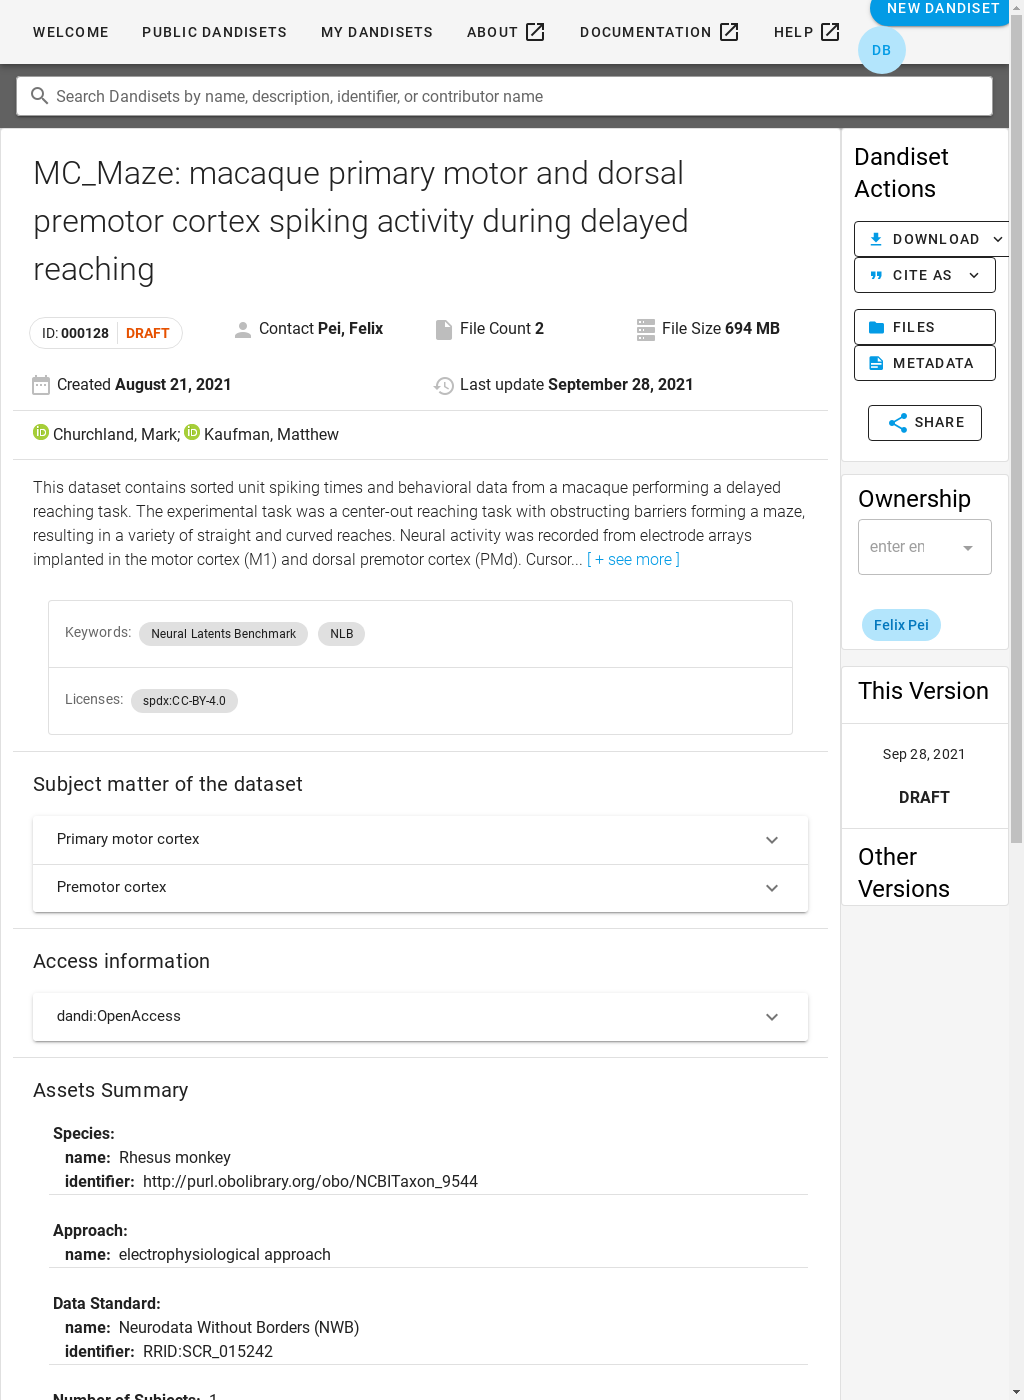 WELCOME PUBLIC DANDISETS MY DANDISETS ABOUT DOCUMENTATION HELP NEW DANDISET
DB
Search Dandisets by name, description, identifier, or contributor name
MC_Maze: macaque primary motor and dorsal
premotor cortex spiking activity during delayed
reaching
ID: 000128 DRAFT Contact Pei, Felix File Count 2 File Size 694 MB
Created August 21, 2021 Last update September 28, 2021
iD Churchland, Mark; iD Kaufman, Matthew
This dataset contains sorted unit spiking times and behavioral data from a macaque performing a delayed
reaching task. The experimental task was a center-out reaching task with obstructing barriers forming a maze,
resulting in a variety of straight and curved reaches. Neural activity was recorded from electrode arrays
implanted in the motor cortex (M1) and dorsal premotor cortex (PMd). Cursor... [ + see more ]
Keywords: Neural Latents Benchmark NLB
Licenses: spdx:CC-BY-4.0
Subject matter of the dataset
Primary motor cortex
Premotor cortex
Access information
dandi:OpenAccess
Assets Summary
Species:
name: Rhesus monkey
identifier: http://purl.obolibrary.org/obo/NCBITaxon_9544
Approach:
name: electrophysiological approach
Data Standard:
name: Neurodata Without Borders (NWB)
identifier: RRID:SCR_015242
Number of Subjects: 1
Dandiset
Actions
DOWNLOAD
CITE AS
FILES
METADATA
SHARE
Ownership
enter en
Felix Pei
This Version
Sep 28, 2021
DRAFT
Other
Versions